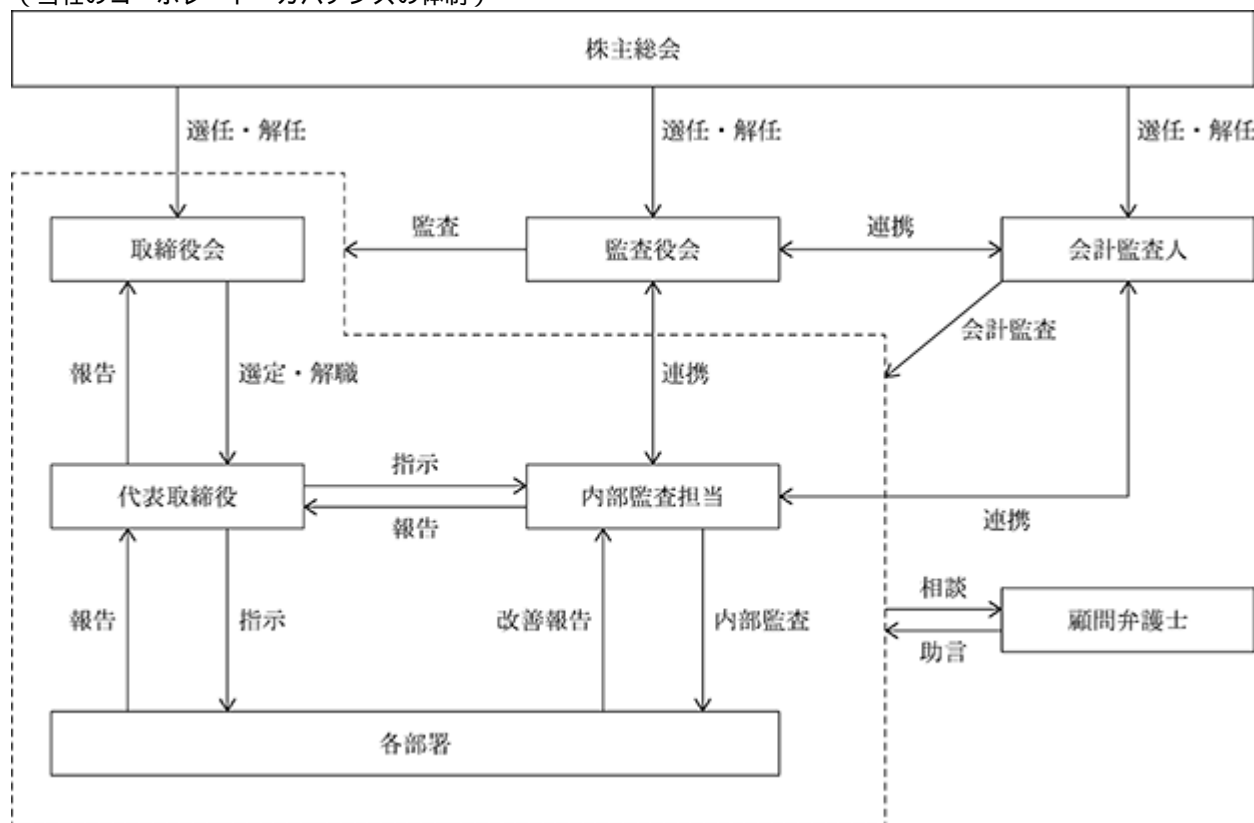 (当社のコーポレート・ガバナンスの体制)
株主総会
選任・解任
選任・解任
選任・解任
取締役会
監査
監査役会
連携
会計監査人
会計監査
報告
選定・解職
連携
代表取締役
指示
報告
内部監査担当
連携
報告
指示
改善報告
内部監査
相談
助言
顧問弁護士
各部署